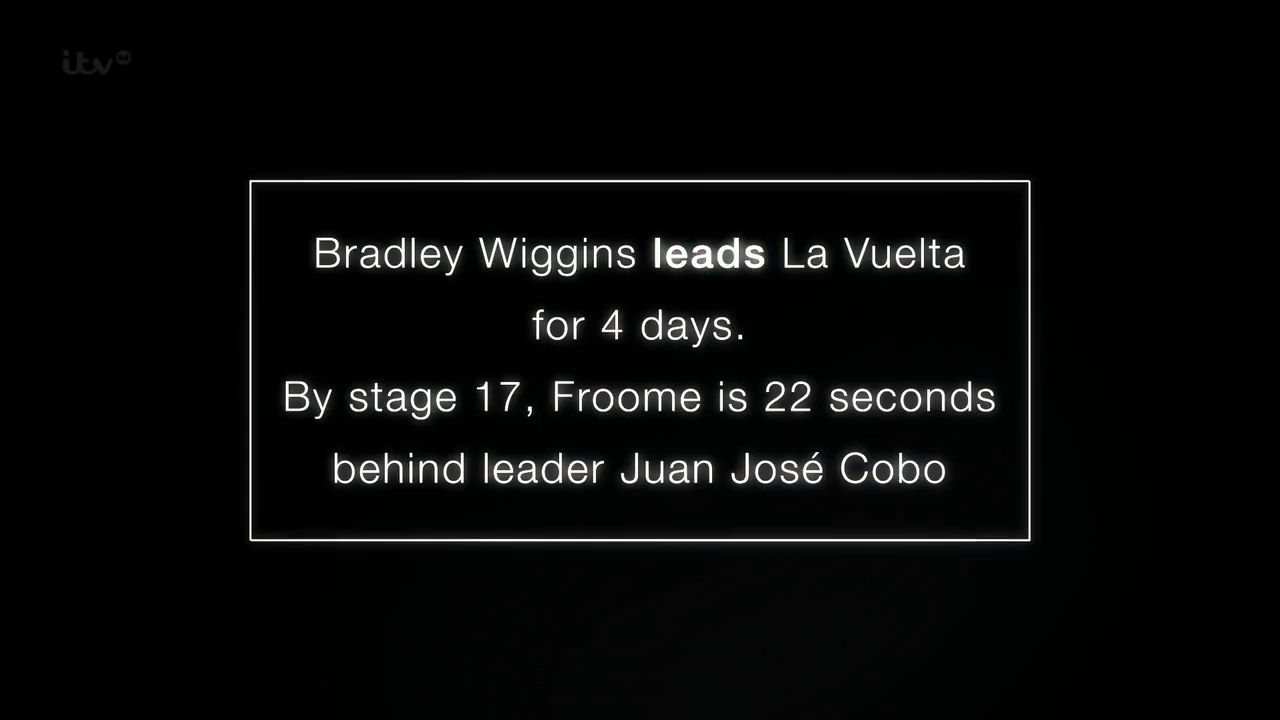 itv
Bradley Wiggins leads La Vuelta
for 4 days.
By stage 17, Froome is 22 seconds
behind leader Juan José Cobo